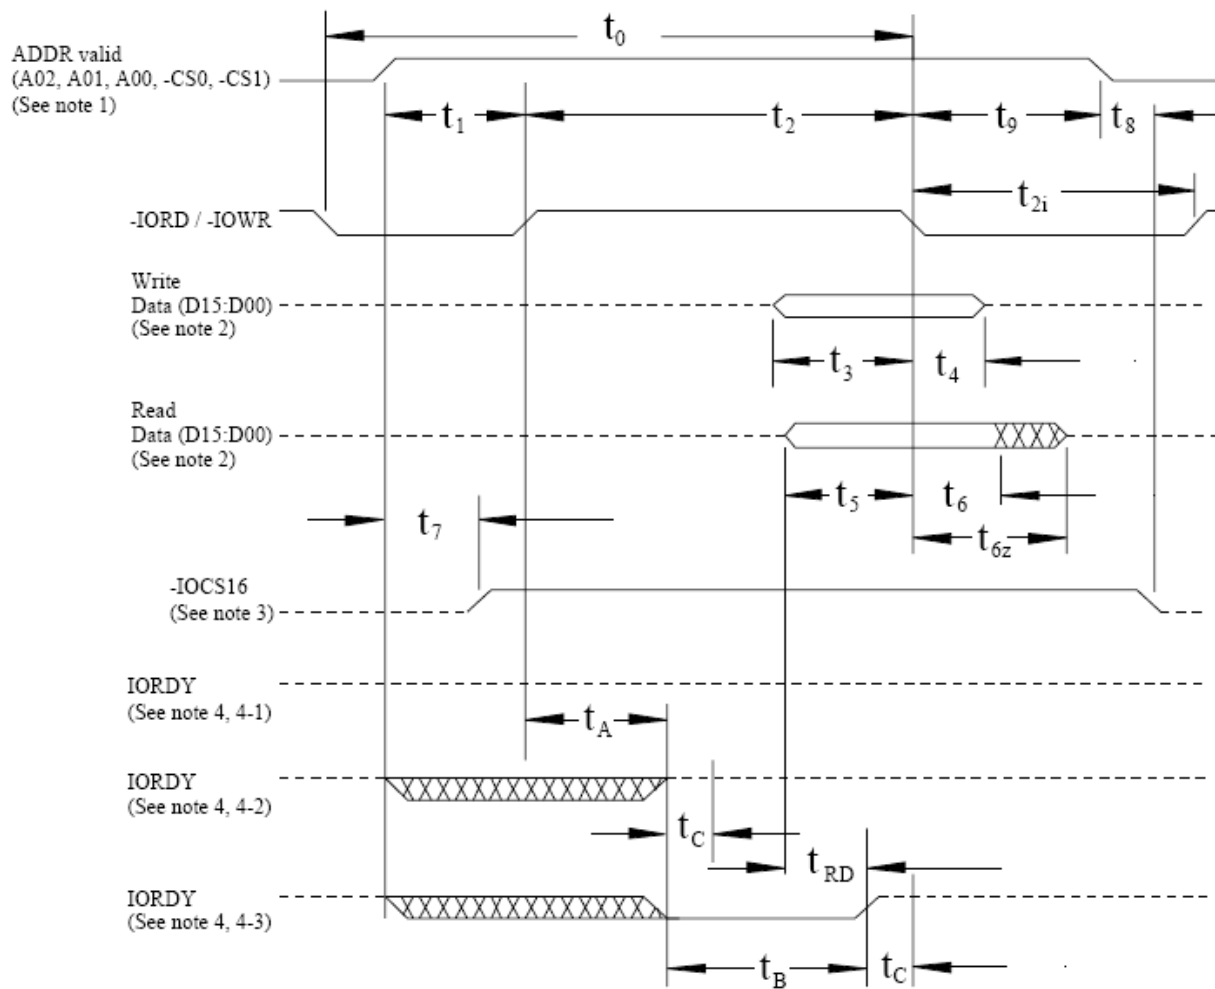 t0
ADDR valid
(A02, A01, A00, -CS0, -CS1)
(See note 1)
t1
t2
t9
t8
t2i
-IORD / -IOWR
Write
Data (D15:D00)
(See note 2)
t3
t4
Read
Data (D15:D00)
(See note 2)
t5
t6
t7
t6z
-IOCS16
(See note 3)
IORDY
(See note 4, 4-1)
tA
IORDY
(See note 4, 4-2)
tC
tRD
IORDY
(See note 4, 4-3)
tB
tC